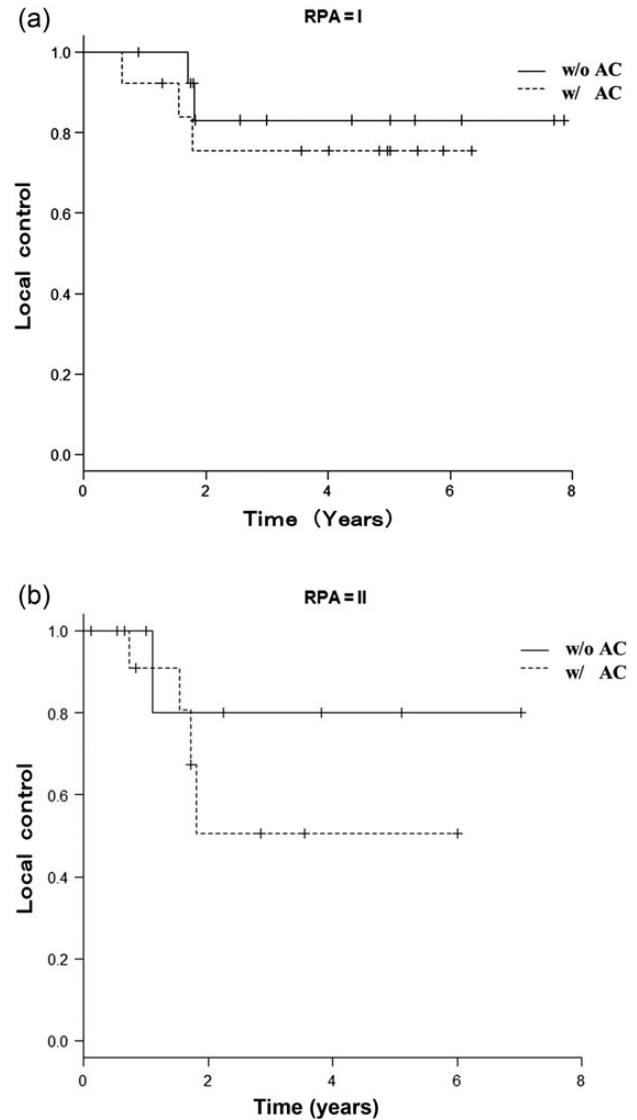 (a)
RPA = I
w/o AC
w/ AC
1.0
0.8
0.6
0.4
0.2
0.0
Local control
0 2 4 6 8
Time (Years)
(b)
RPA = II
w/o AC
w/ AC
1.0
0.8
0.6
0.4
0.2
0.0
Local control
0 2 4 6 8
Time (years)